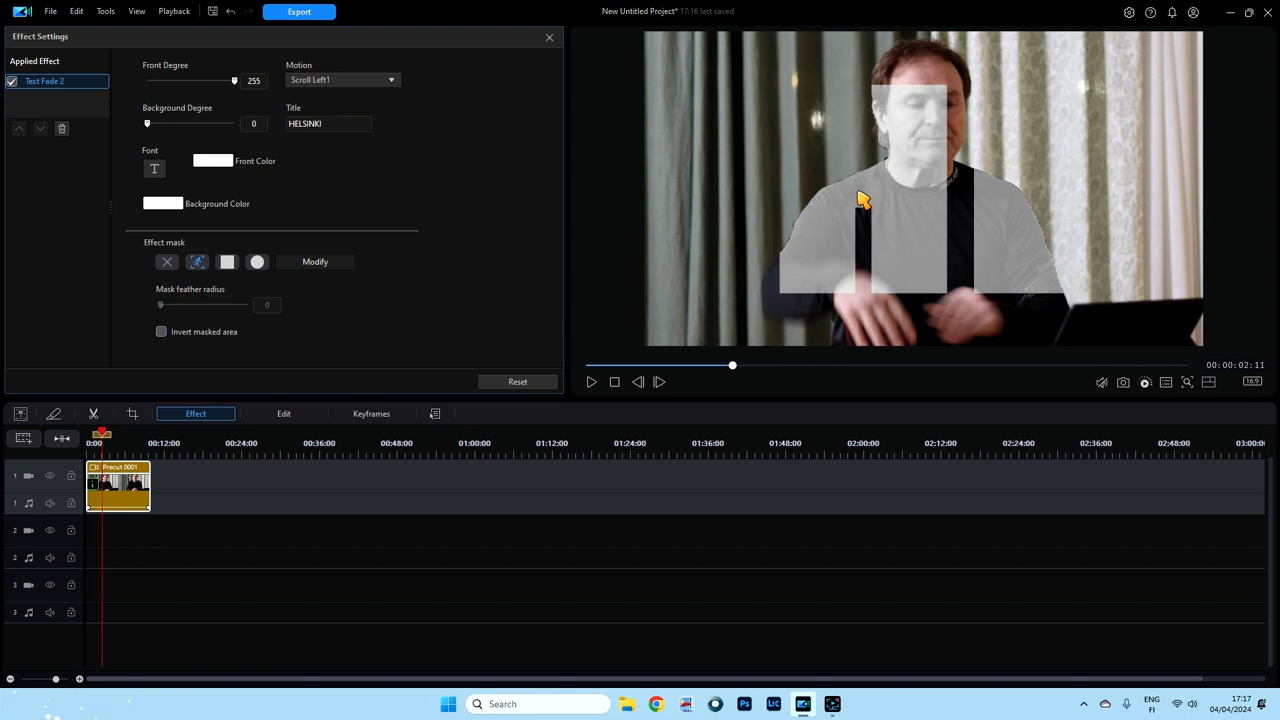 File Edit Tools View Playback Export New Untitled Project* 17:16 last saved
Effect Settings
Applied Effect
Text Fade 2
Front Degree Motion
255 Scroll Left1
Background Degree Title
0 HELSINKI
Font
T Front Color
Background Color
Effect mask
Modify
Mask feather radius
0
Invert masked area
Reset
00:00:02:11
16:9
Effect Edit Keyframes
0:00 00:12:00 00:24:00 00:36:00 00:48:00 01:00:00 01:12:00 01:24:00 01:36:00 01:48:00 02:00:00 02:12:00 02:24:00 02:36:00 02:48:00 03:00:0
Precut 0001
1
1
2
2
3
3
Search
Ps Lrc
ENG
FI
17:17
04/04/2024